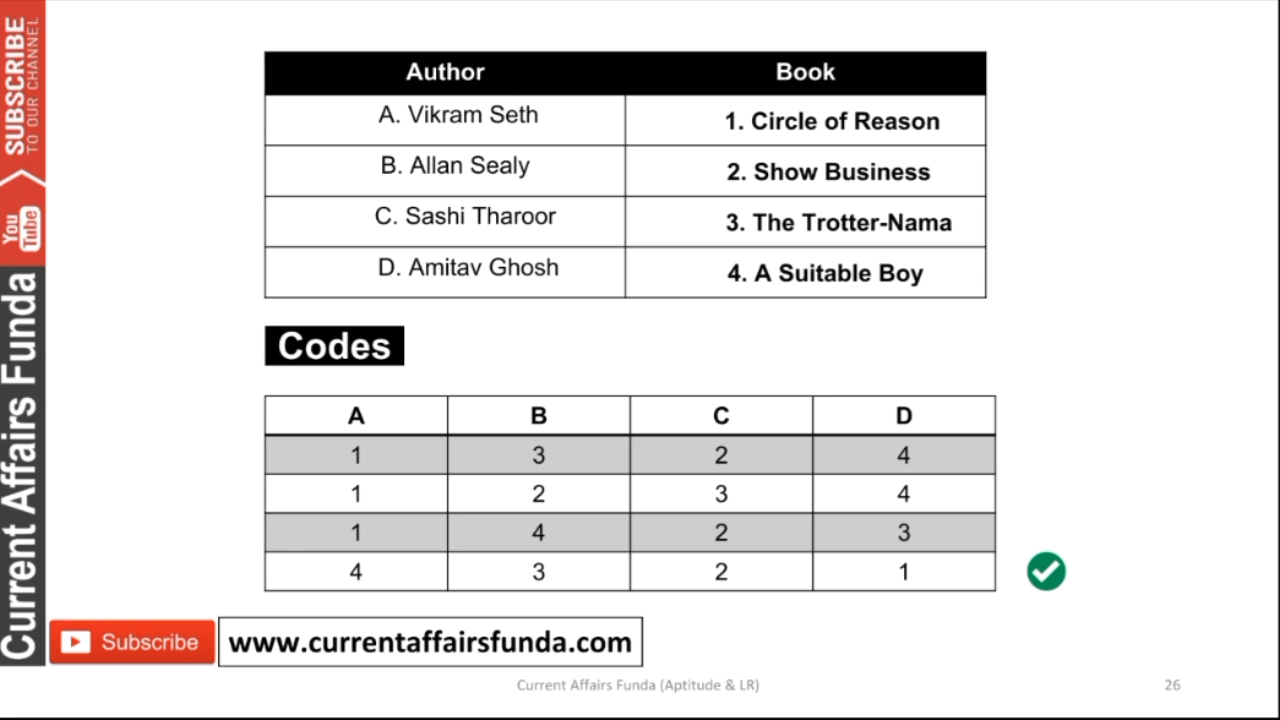 SUBSCRIBE
TO OUR CHANNEL
You
Tube
Current Affairs Funda
Author Book
A. Vikram Seth 1. Circle of Reason
B. Allan Sealy 2. Show Business
C. Sashi Tharoor 3. The Trotter-Nama
D. Amitav Ghosh 4. A Suitable Boy
Codes
A B C D
1 3 2 4
1 2 3 4
1 4 2 3
4 3 2 1
Subscribe www.currentaffairsfunda.com
Current Affairs Funda (Aptitude & LR) 26